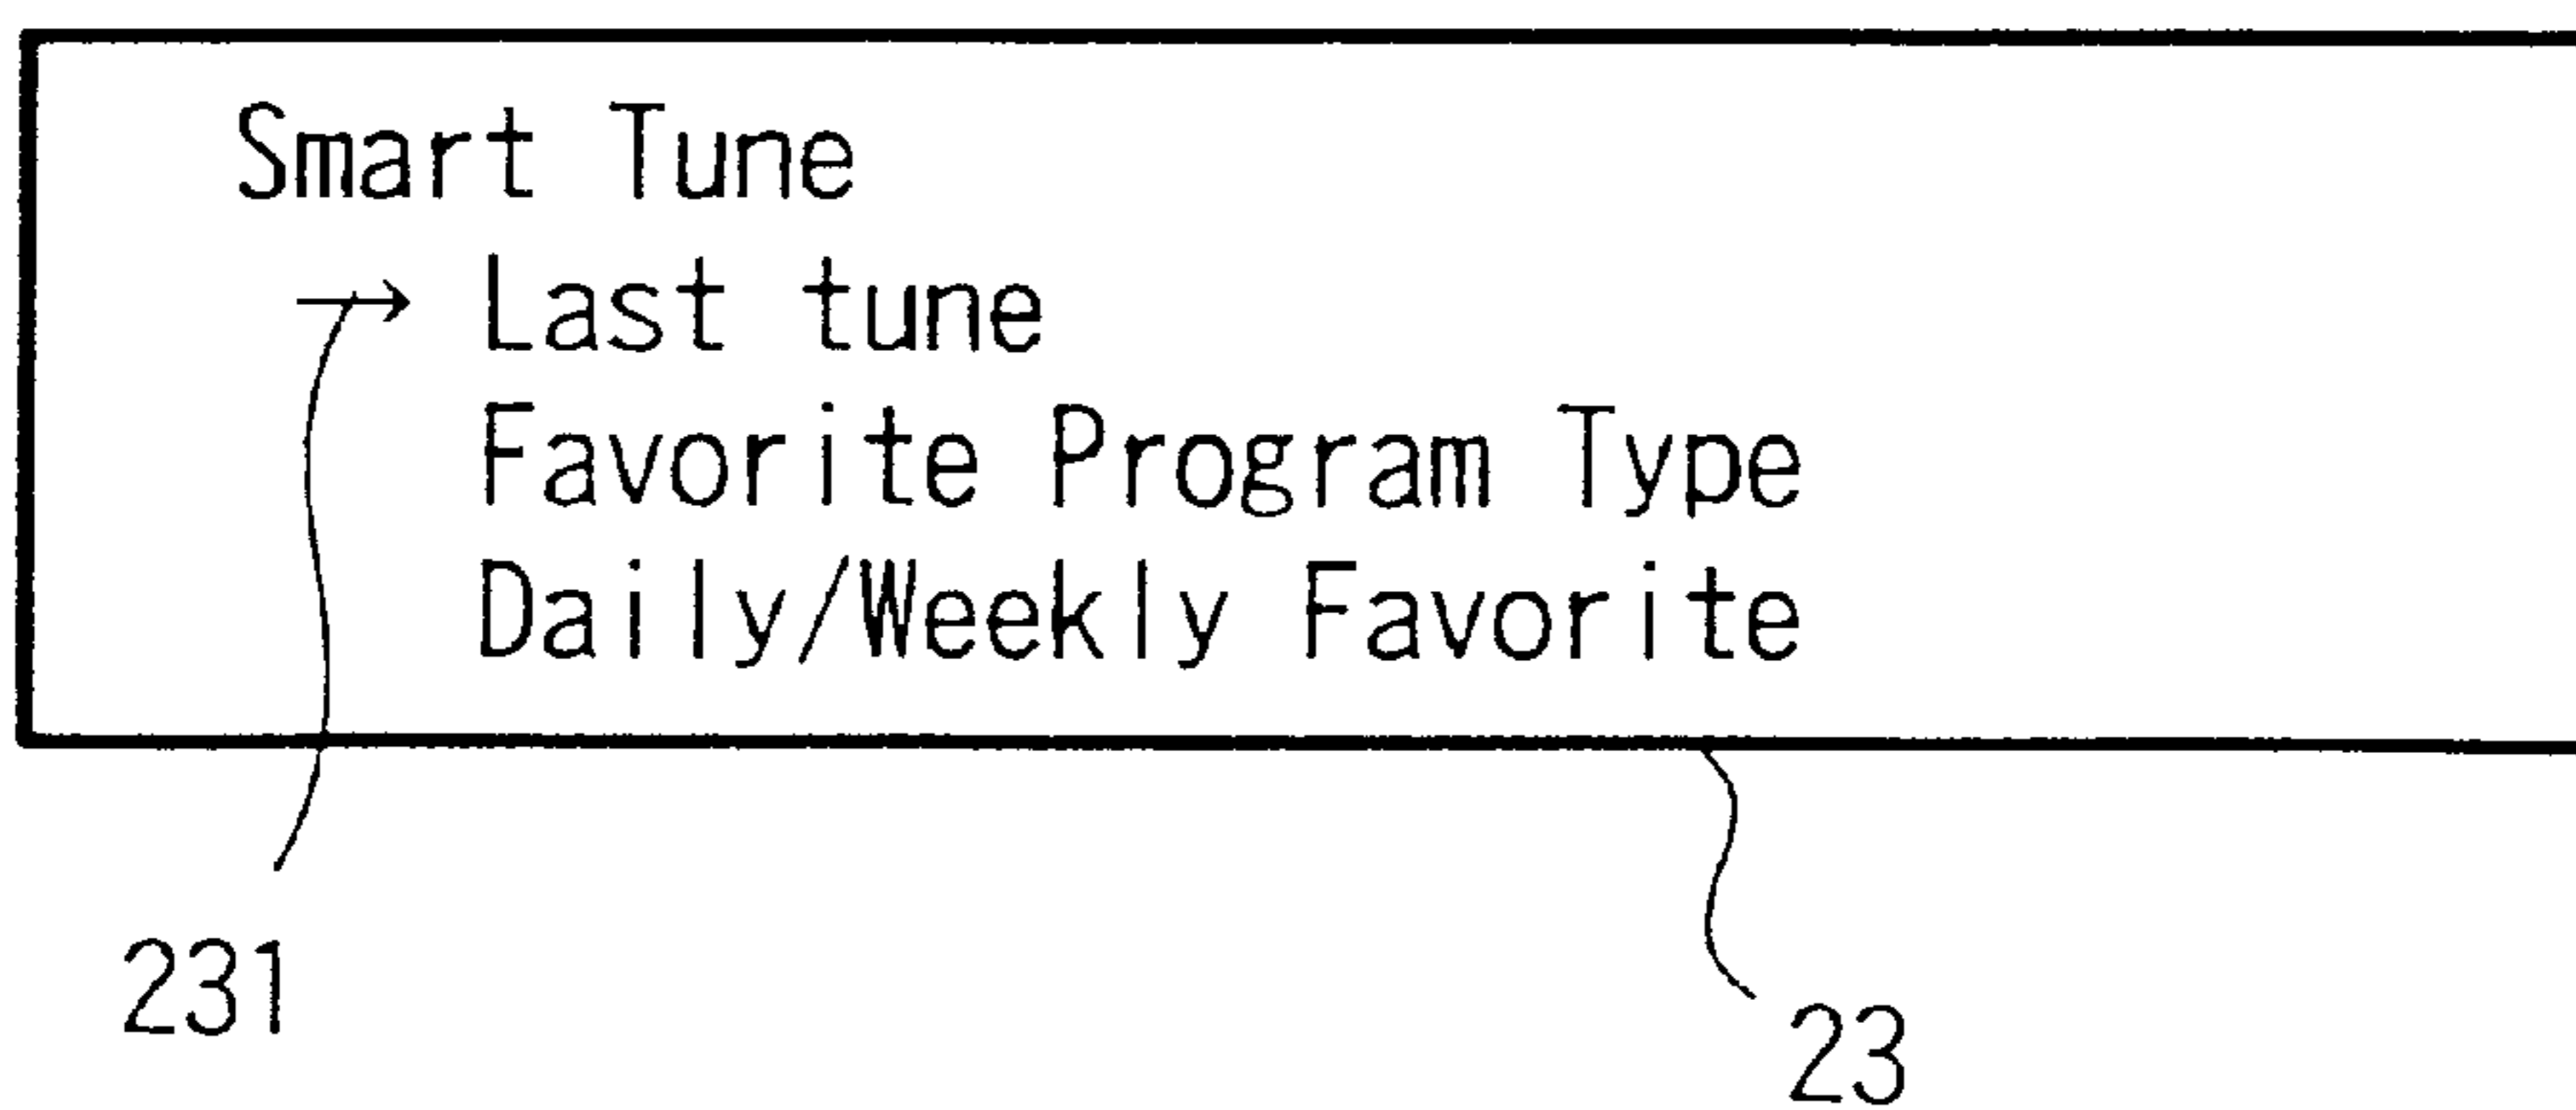 Smart Tune
→ Last tune
Favorite Program Type
Daily/Weekly Favorite
231
23